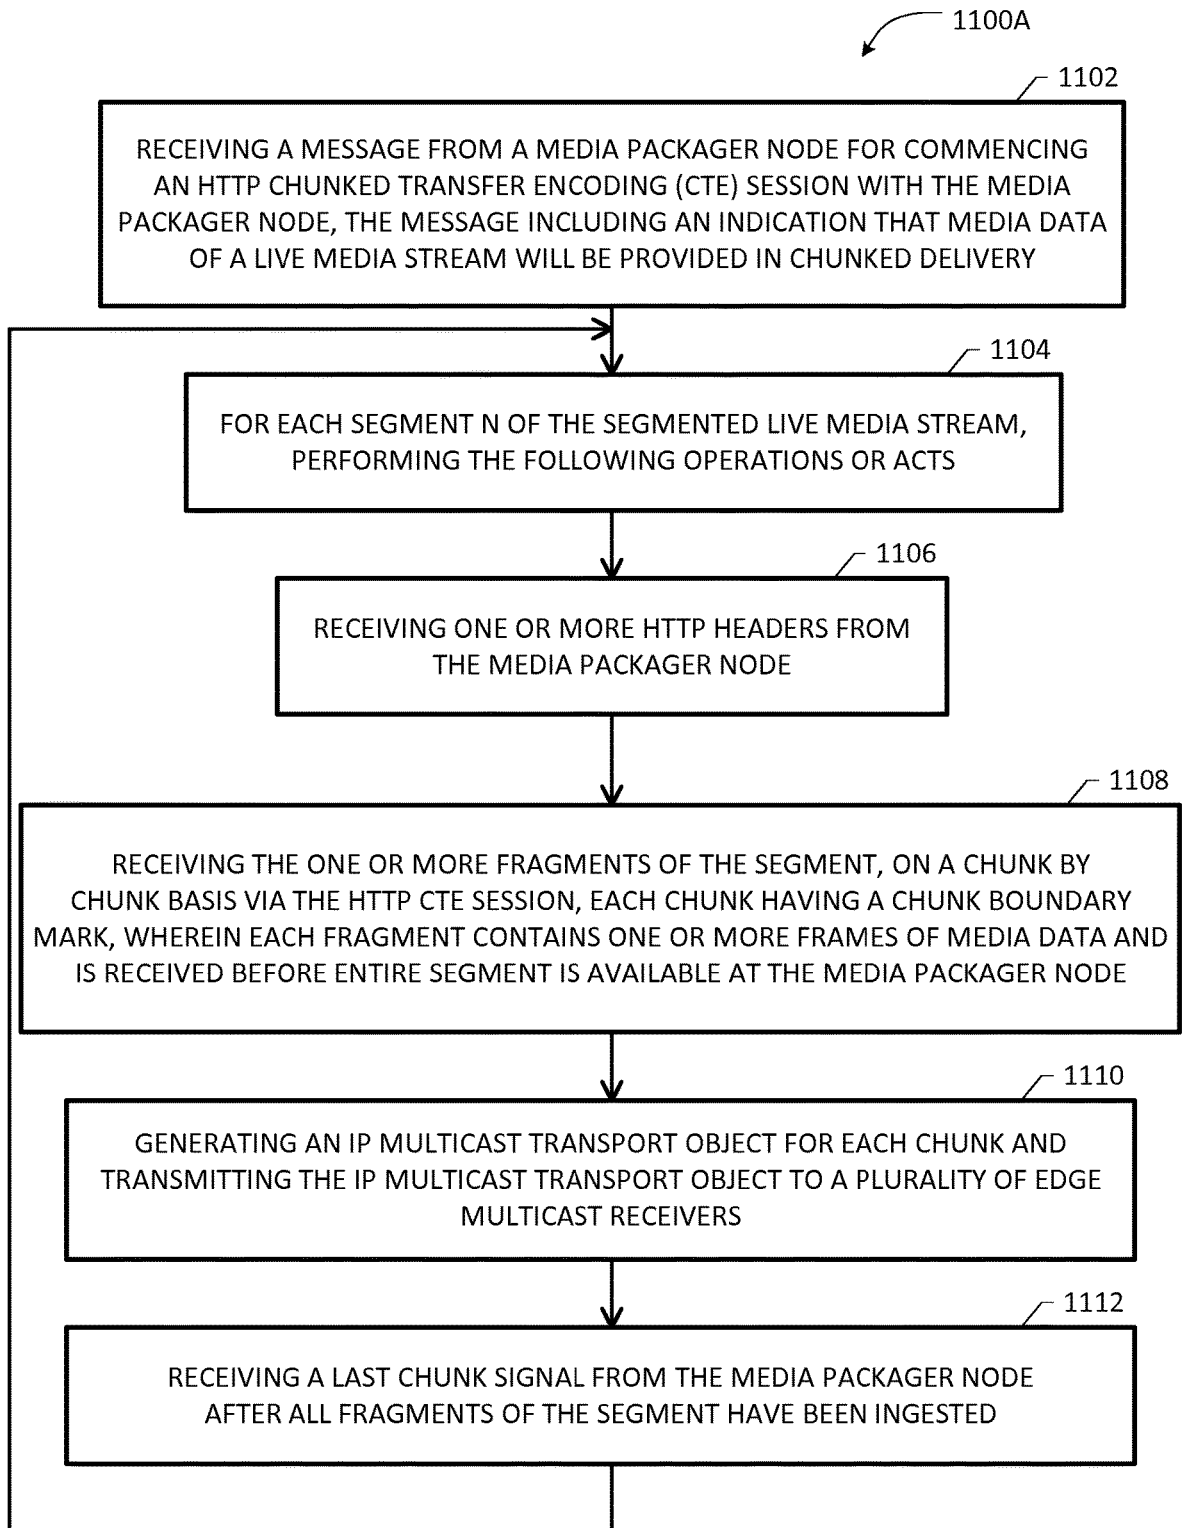 1100A
1102
RECEIVING A MESSAGE FROM A MEDIA PACKAGER NODE FOR COMMENCING
AN HTTP CHUNKED TRANSFER ENCODING (CTE) SESSION WITH THE MEDIA
PACKAGER NODE, THE MESSAGE INCLUDING AN INDICATION THAT MEDIA DATA
OF A LIVE MEDIA STREAM WILL BE PROVIDED IN CHUNKED DELIVERY
1104
FOR EACH SEGMENT N OF THE SEGMENTED LIVE MEDIA STREAM,
PERFORMING THE FOLLOWING OPERATIONS OR ACTS
1106
RECEIVING ONE OR MORE HTTP HEADERS FROM
THE MEDIA PACKAGER NODE
1108
RECEIVING THE ONE OR MORE FRAGMENTS OF THE SEGMENT, ON A CHUNK BY
CHUNK BASIS VIA THE HTTP CTE SESSION, EACH CHUNK HAVING A CHUNK BOUNDARY
MARK, WHEREIN EACH FRAGMENT CONTAINS ONE OR MORE FRAMES OF MEDIA DATA AND
IS RECEIVED BEFORE ENTIRE SEGMENT IS AVAILABLE AT THE MEDIA PACKAGER NODE
1110
GENERATING AN IP MULTICAST TRANSPORT OBJECT FOR EACH CHUNK AND
TRANSMITTING THE IP MULTICAST TRANSPORT OBJECT TO A PLURALITY OF EDGE
MULTICAST RECEIVERS
1112
RECEIVING A LAST CHUNK SIGNAL FROM THE MEDIA PACKAGER NODE
AFTER ALL FRAGMENTS OF THE SEGMENT HAVE BEEN INGESTED